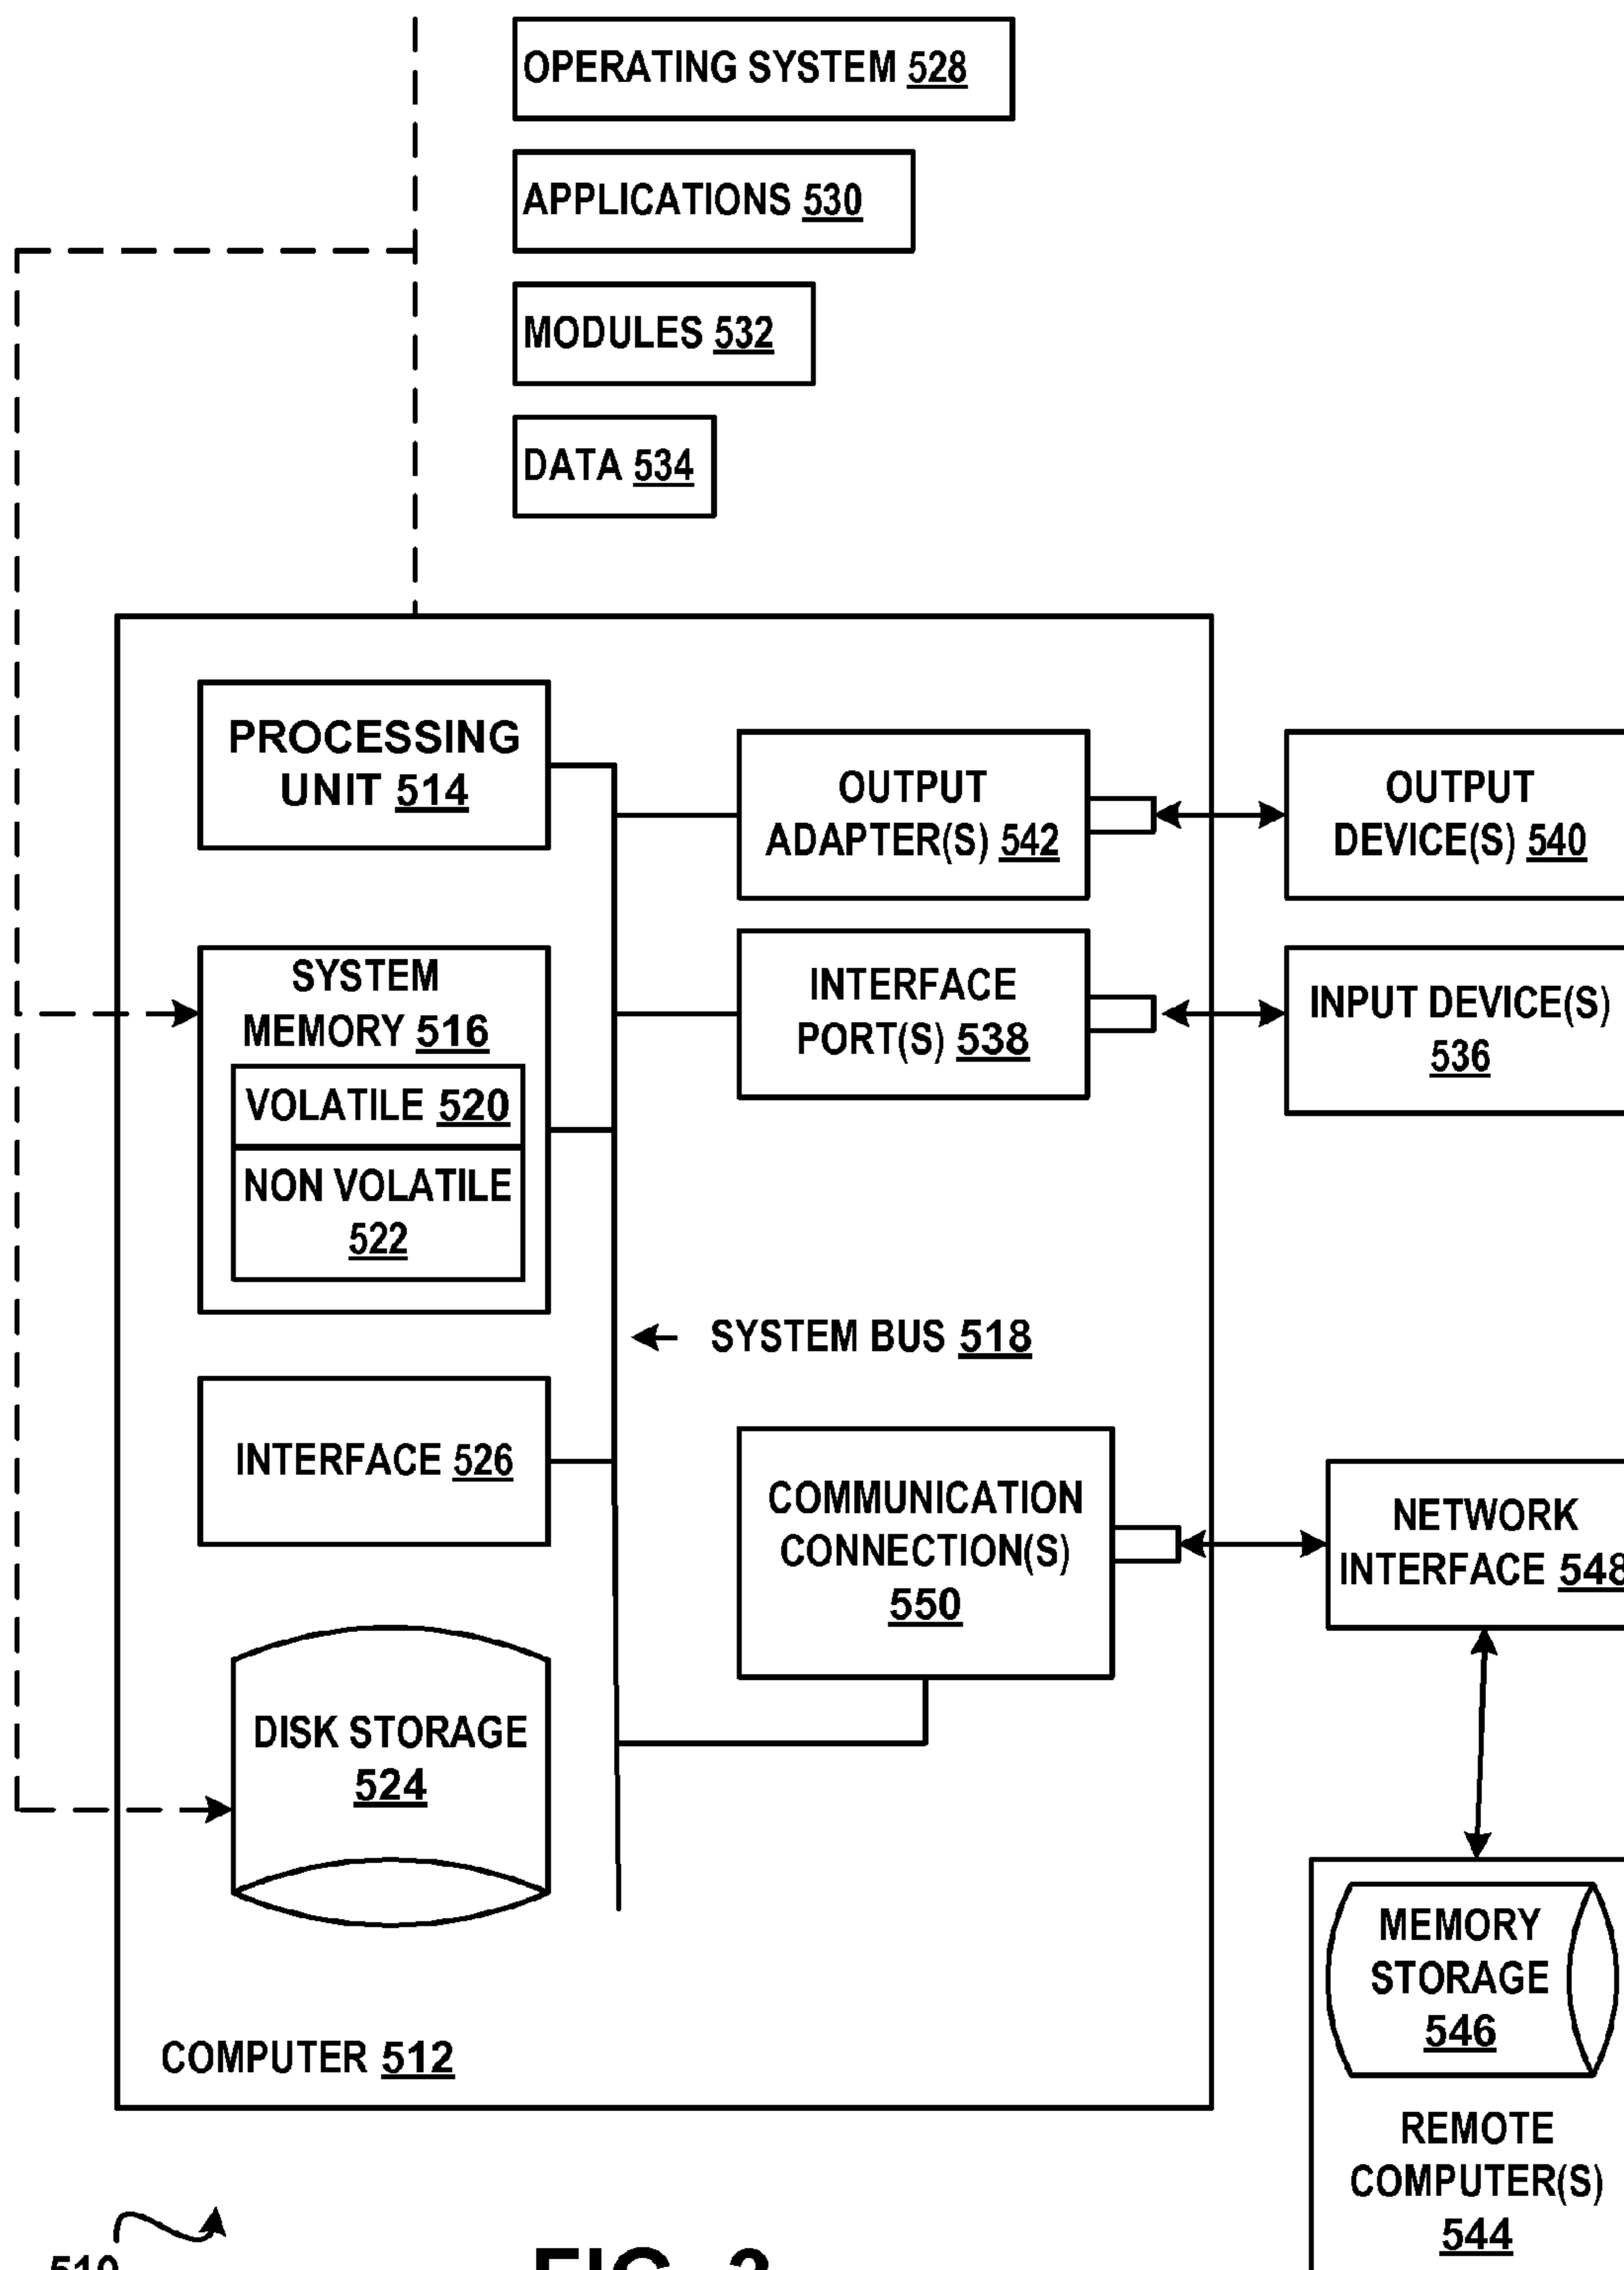 OPERATING SYSTEM 528
APPLICATIONS 530
MODULES 532
DATA 534
PROCESSING
UNIT 514
OUTPUT
ADAPTER(S) 542
OUTPUT
DEVICE(S) 540
SYSTEM
MEMORY 516
VOLATILE 520
NON VOLATILE
522
INTERFACE
PORT(S) 538
INPUT DEVICE(S)
536
SYSTEM BUS 518
INTERFACE 526
COMMUNICATION
CONNECTION(S)
550
NETWORK
INTERFACE 548
DISK STORAGE
524
MEMORY
STORAGE
546
COMPUTER 512
REMOTE
COMPUTER(S)
544
FIG.